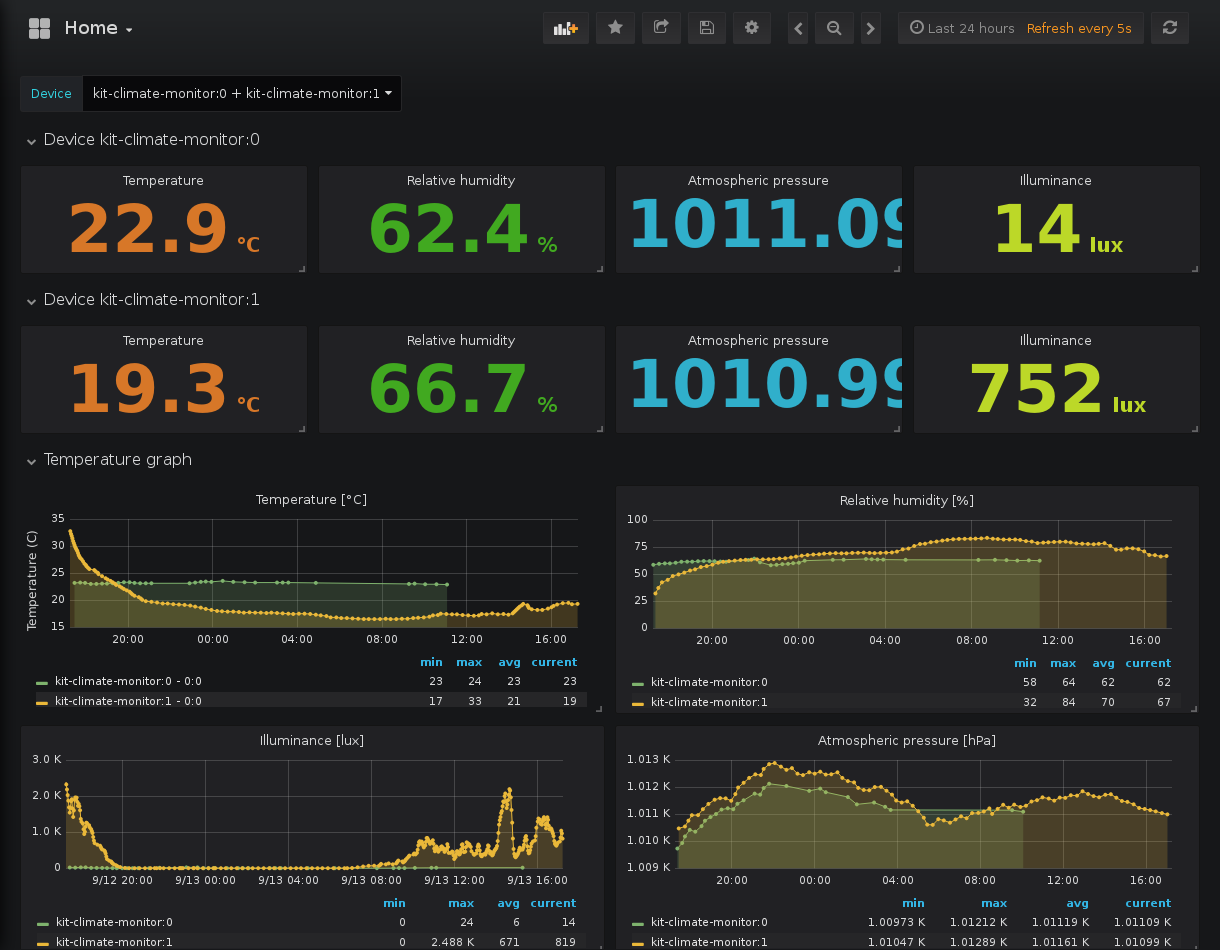 Home
Last 24 hours Refresh every 5s
Device kit-climate-monitor:0 + kit-climate-monitor:1
Device kit-climate-monitor:0
Temperature Relative humidity Atmospheric pressure Illuminance
22.9 °C 62.4 % 1011.09 14 lux
Device kit-climate-monitor:1
Temperature Relative humidity Atmospheric pressure Illuminance
19.3 °C 66.7 % 1010.99 752 lux
Temperature graph
Temperature [°C]
Temperature (C)
35
30
25
20
15
20:00 00:00 04:00 08:00 12:00 16:00
min max avg current
kit-climate-monitor:0 - 0:0 23 24 23 23
kit-climate-monitor:1 - 0:0 17 33 21 19
Relative humidity [%]
100
75
50
25
0
20:00 00:00 04:00 08:00 12:00 16:00
min max avg current
kit-climate-monitor:0 58 64 62 62
kit-climate-monitor:1 32 84 70 67
Illuminance [lux]
3.0 K
2.0 K
1.0 K
0
9/12 20:00 9/13 00:00 9/13 04:00 9/13 08:00 9/13 12:00 9/13 16:00
min max avg current
kit-climate-monitor:0 0 24 6 14
kit-climate-monitor:1 0 2.488 K 671 819
Atmospheric pressure [hPa]
1.013 K
1.012 K
1.011 K
1.010 K
1.009 K
20:00 00:00 04:00 08:00 12:00 16:00
min max avg current
kit-climate-monitor:0 1.00973 K 1.01212 K 1.01119 K 1.01109 K
kit-climate-monitor:1 1.01047 K 1.01289 K 1.01161 K 1.01099 K